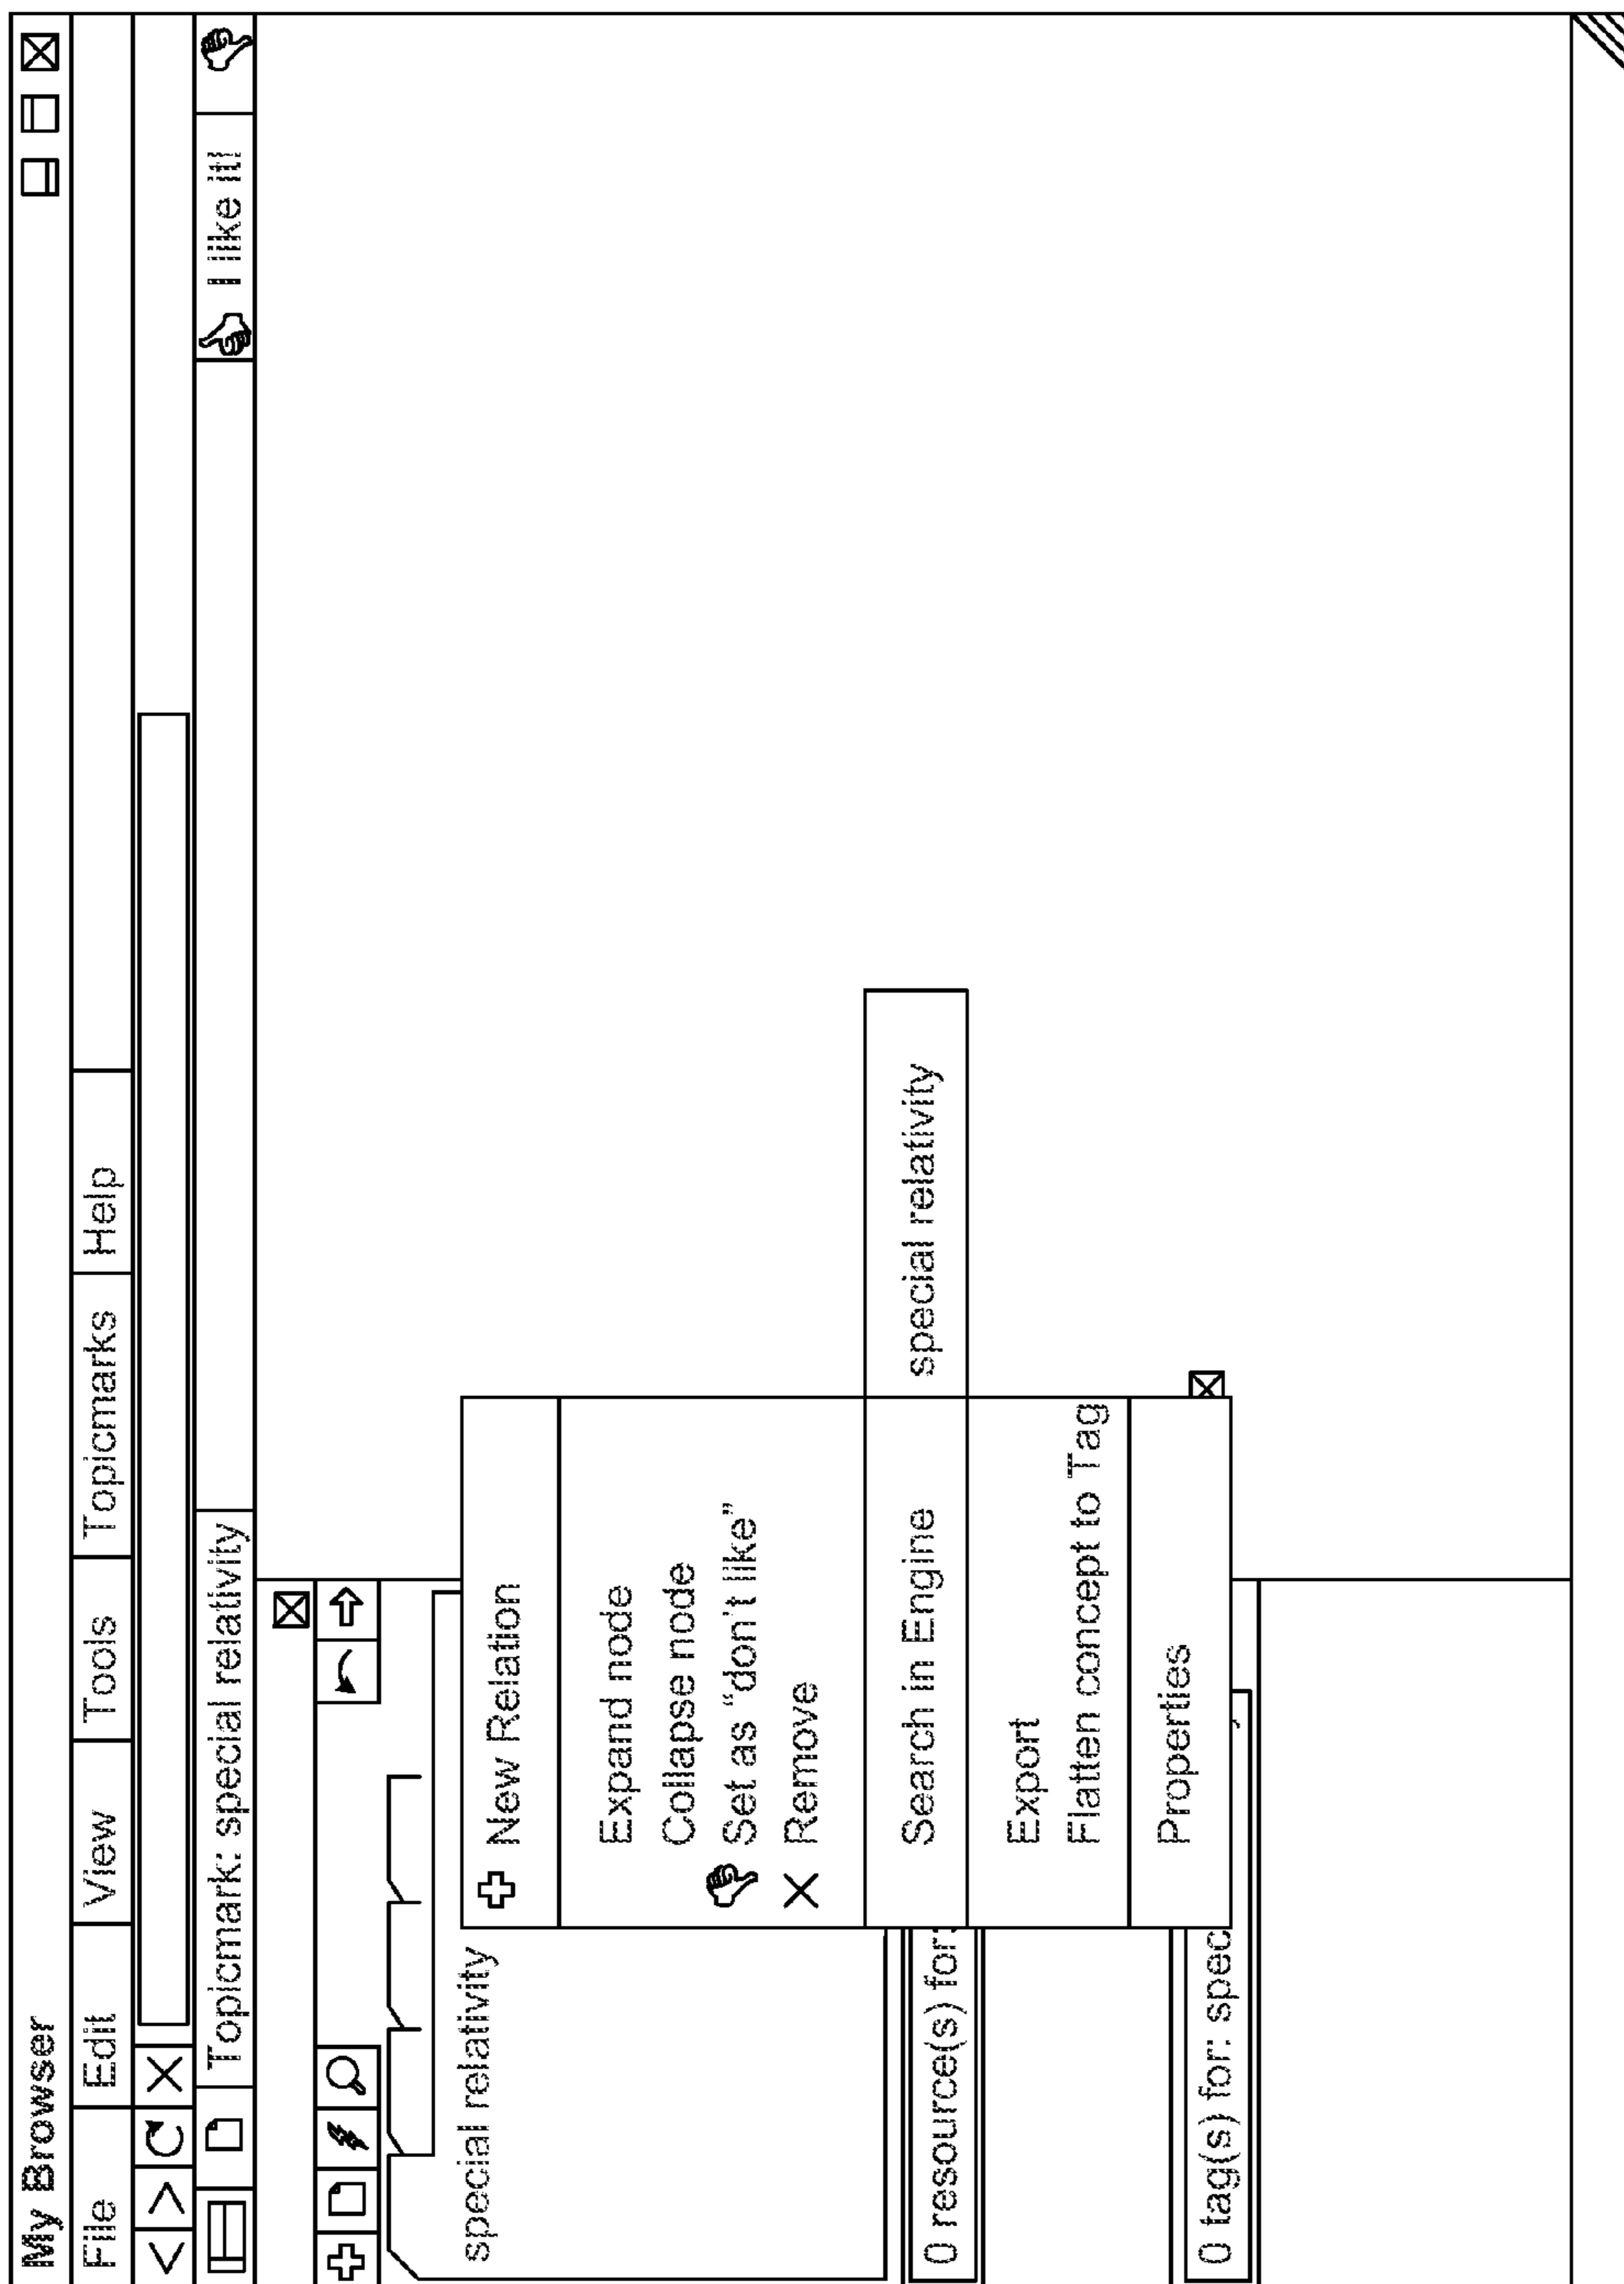 My Browser
File Edit View Tools Topicmarks Help
Topicmark: special relativity
I like it!
special relativity
New Relation
Expand node
Collapse node
Set as “don't like”
Remove
Search in Engine
special relativity
Export
Flatten concept to Tag
Properties
0 resource(s) for:
0 tag(s) for: spec